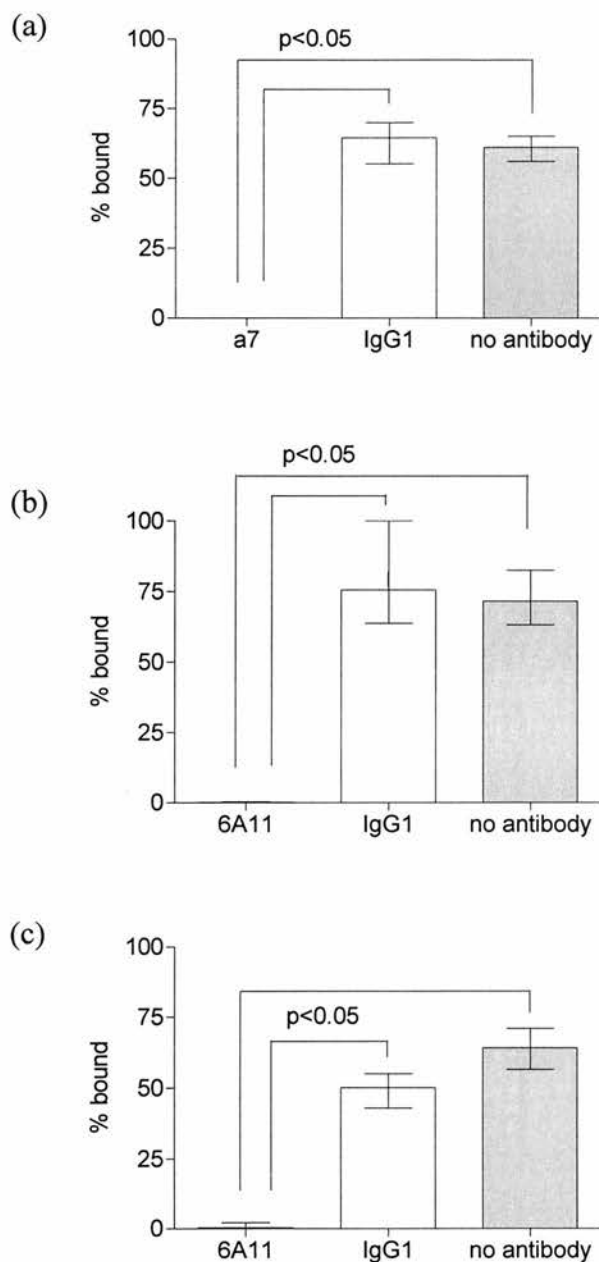 (a)
p<0.05
100
75
50
25
0
% bound
a7 IgG1 no antibody
(b)
p<0.05
100
75
50
25
0
% bound
6A11 IgG1 no antibody
(c)
100
75
50
25
0
p<0.05
% bound
6A11 IgG1 no antibody